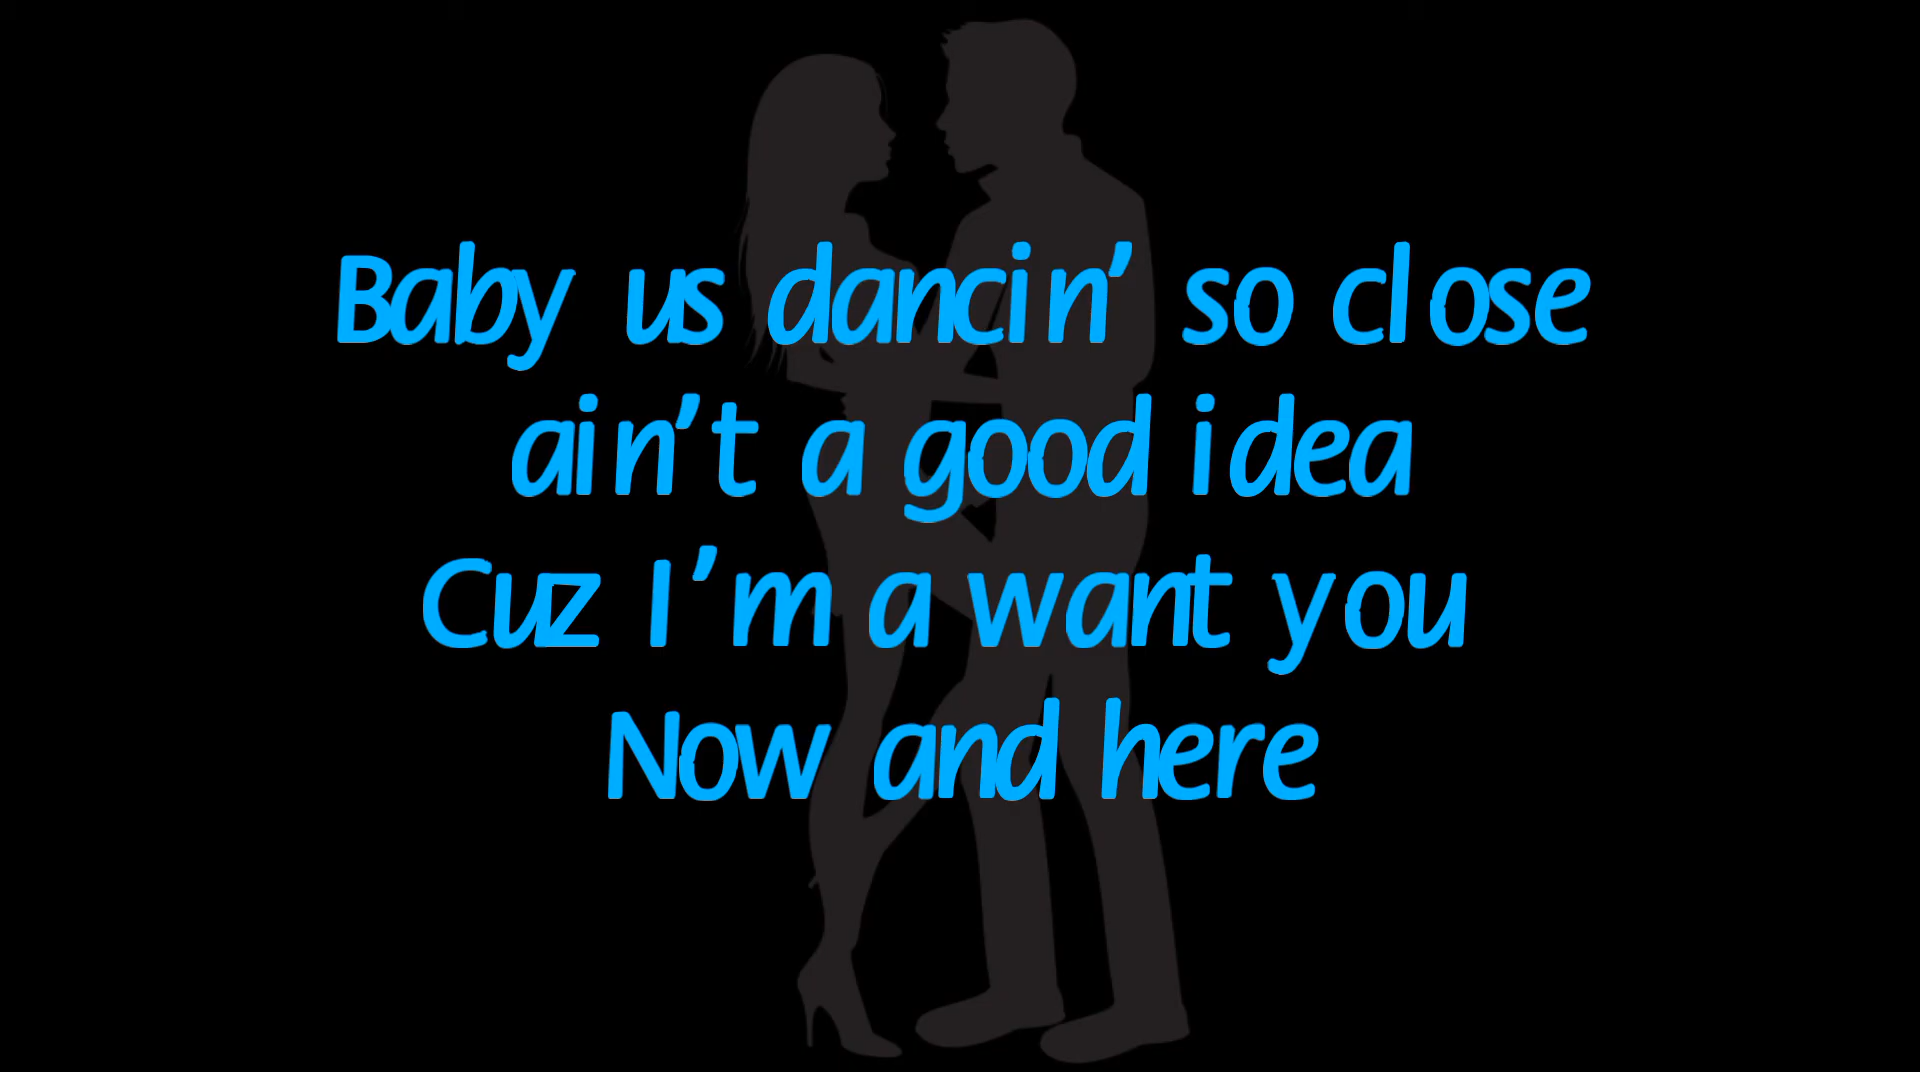 Baby us dancin’ so close
ain’t a good idea
Cuz I’m a want you
Now and here